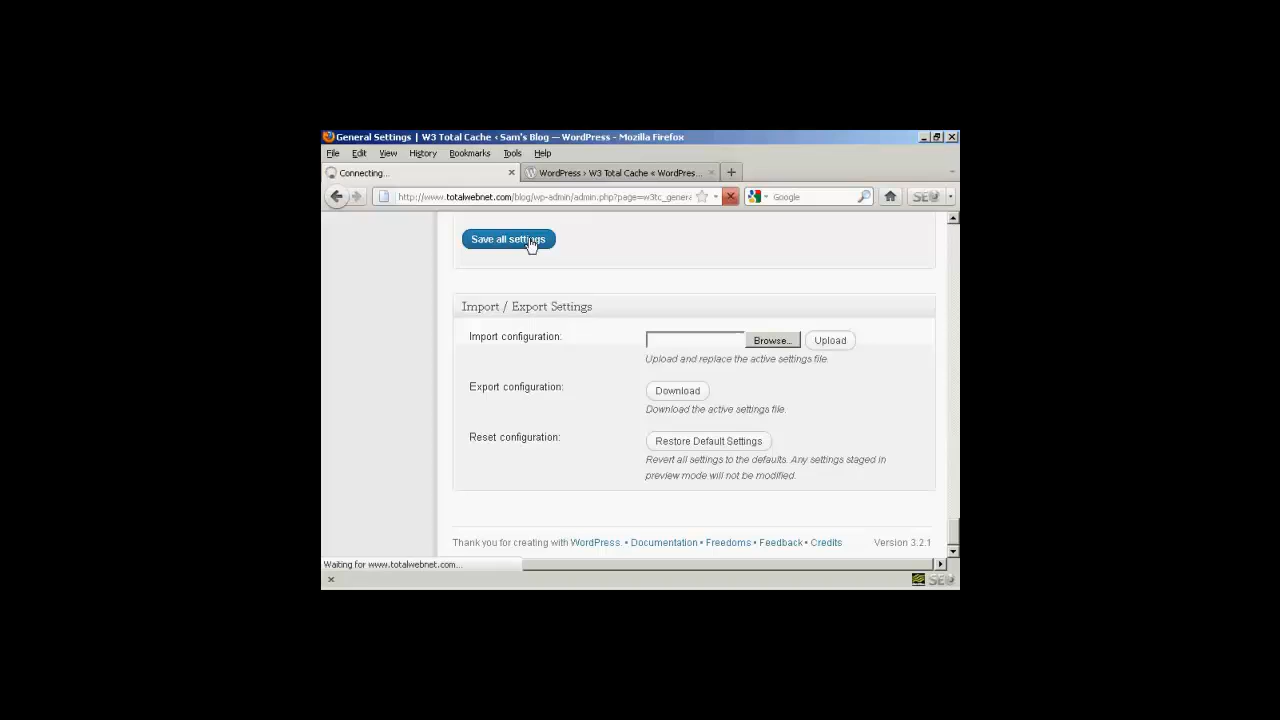 General Settings | W3 Total Cache ‹ Sam's Blog — WordPress - Mozilla Firefox
File Edit View History Bookmarks Tools Help
Connecting... WordPress › W3 Total Cache « WordPres...
http://www.totalwebnet.com/blog/wp-admin/admin.php?page=w3tc_genera Google SEO
Save all settings
Import / Export Settings
Import configuration: Browse... Upload
Upload and replace the active settings file.
Export configuration: Download
Download the active settings file.
Reset configuration: Restore Default Settings
Revert all settings to the defaults. Any settings staged in
preview mode will not be modified.
Thank you for creating with WordPress. • Documentation • Freedoms • Feedback • Credits Version 3.2.1
Waiting for www.totalwebnet.com...
SEO